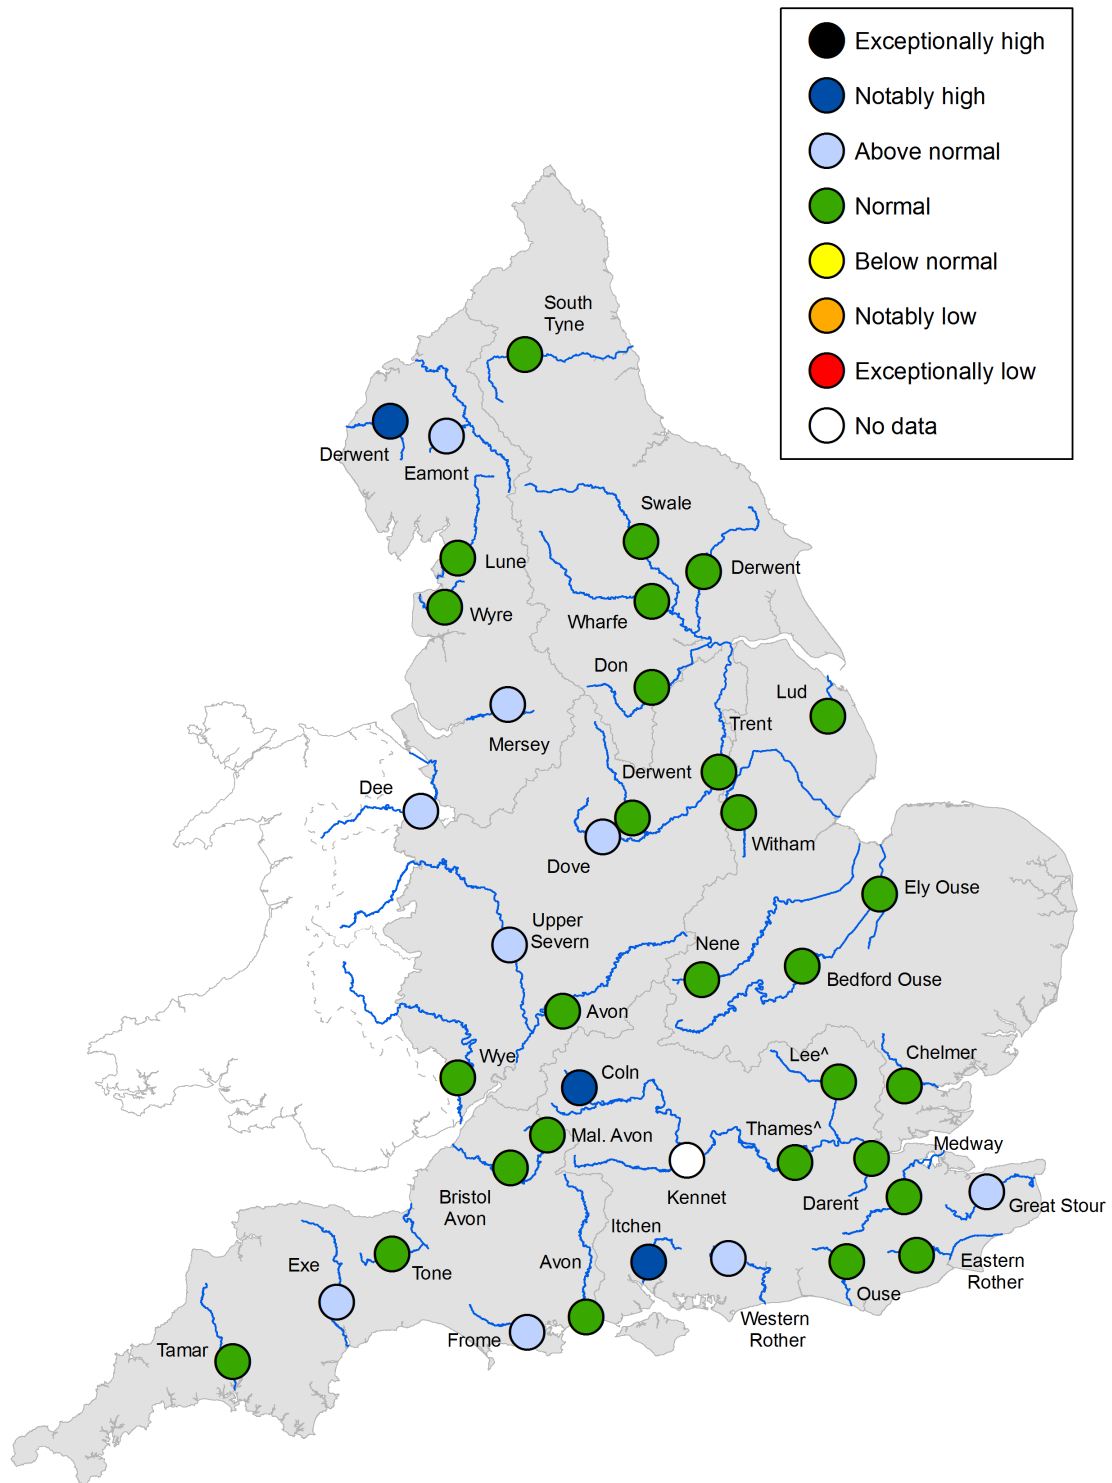 Exceptionally high
Notably high
Above normal
Normal
Below normal
Notably low
Exceptionally low
No data
South
Tyne
Derwent
Eamont
Swale
Lune
Derwent
Wyre
Wharfe
Don
Lud
Trent
Mersey
Derwent
Dee
Witham
Dove
Ely Ouse
Upper
Severn
Nene
Bedford Ouse
Avon
Wye
Lee^
Chelmer
Coln
Mal. Avon
Thames^
Medway
Kennet
Bristol
Avon
Darent
Great Stour
Itchen
Exe
Avon
Tone
Eastern
Rother
Ouse
Western
Rother
Frome
Tamar